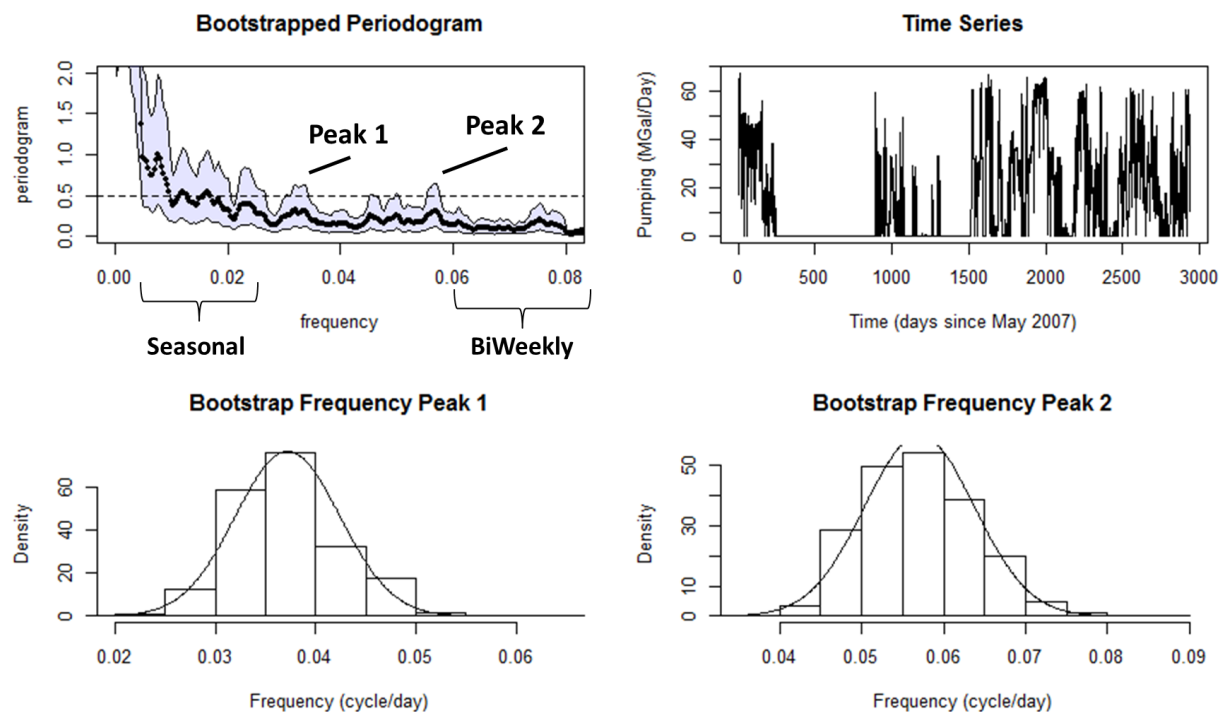 Bootstrapped Periodogram
periodogram
2.0
1.5
1.0
0.5
0.0
Peak 1
Peak 2
0.00 0.02 0.04 0.06 0.08
frequency
Seasonal
BiWeekly
Time Series
Pumping (MGal/Day)
60
40
20
0
0 500 1000 1500 2000 2500 3000
Time (days since May 2007)
Bootstrap Frequency Peak 1
Density
60
40
20
0
0.02 0.03 0.04 0.05 0.06
Frequency (cycle/day)
Bootstrap Frequency Peak 2
Density
50
30
10
0
0.04 0.05 0.06 0.07 0.08 0.09
Frequency (cycle/day)